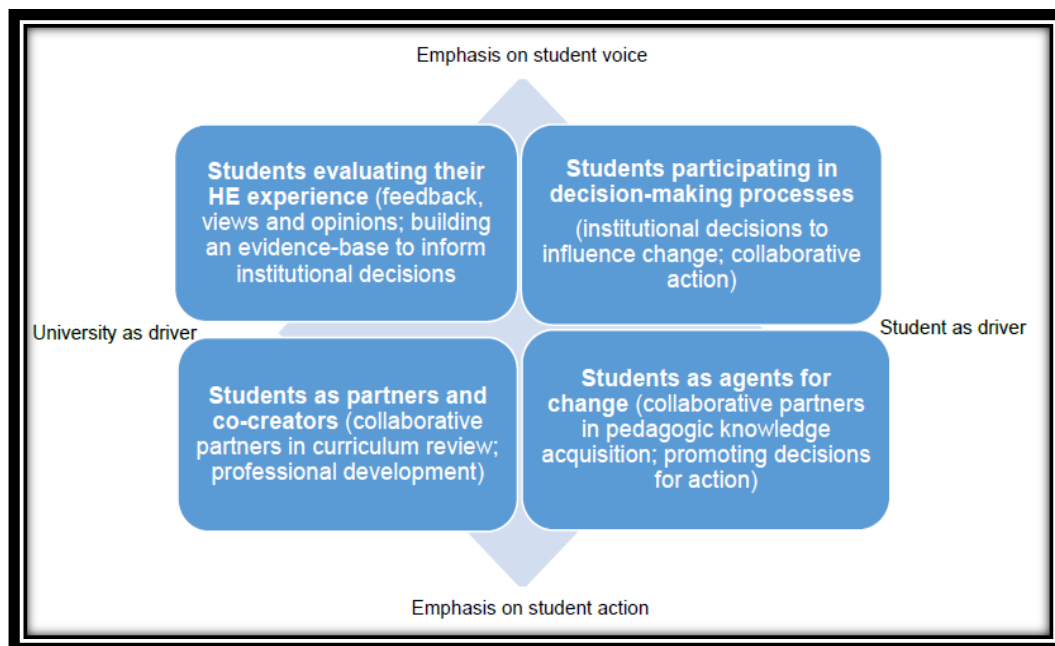 Emphasis on student voice
Students evaluating their
HE experience (feedback,
views and opinions; building
an evidence-base to inform
institutional decisions
Students participating in
decision-making processes
(institutional decisions to
influence change; collaborative
action)
University as driver
Student as driver
Students as partners and
co-creators (collaborative
partners in curriculum review;
professional development)
Students as agents for
change (collaborative partners
in pedagogic knowledge
acquisition; promoting decisions
for action)
Emphasis on student action